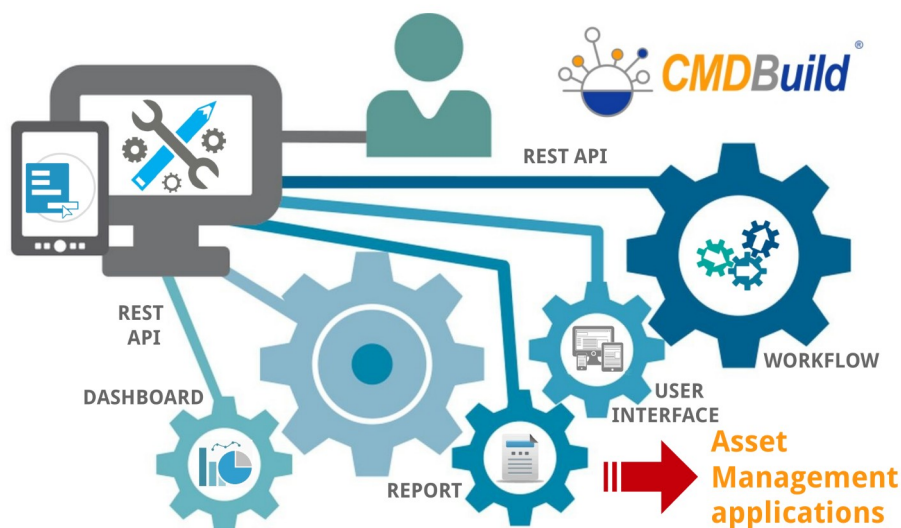 CMDBuild®
REST API
REST
API
WORKFLOW
DASHBOARD
USER
INTERFACE
REPORT
Asset
Management
applications